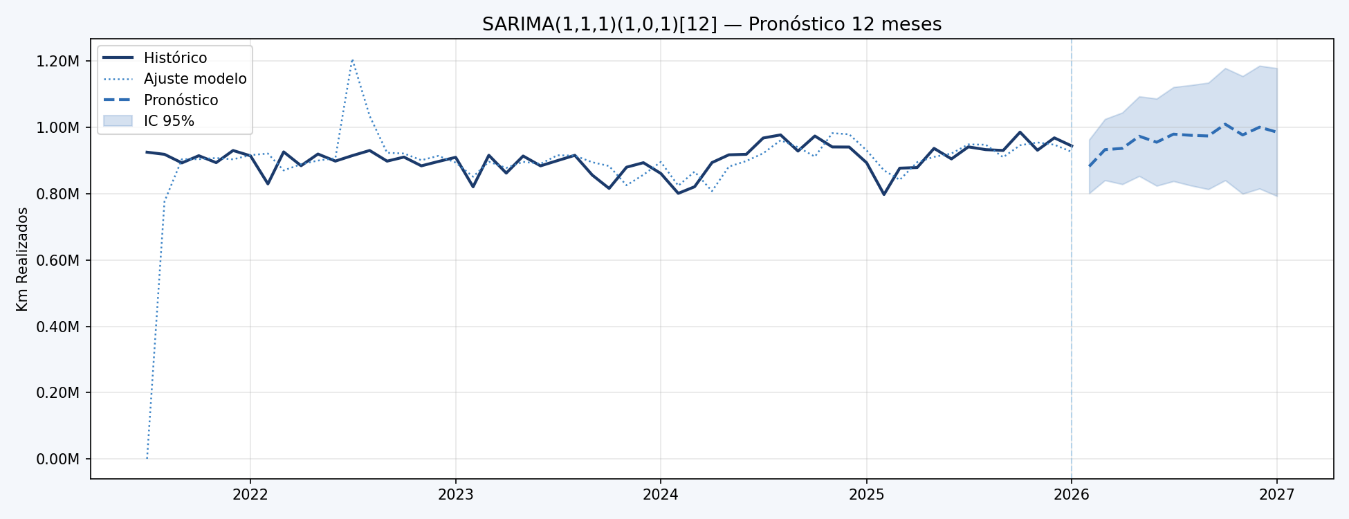 SARIMA(1,1,1)(1,0,1)[12] — Pronóstico 12 meses
Histórico
Ajuste modelo
Pronóstico
IC 95%
Km Realizados
1.20M
1.00M
0.80M
0.60M
0.40M
0.20M
0.00M
2022 2023 2024 2025 2026 2027